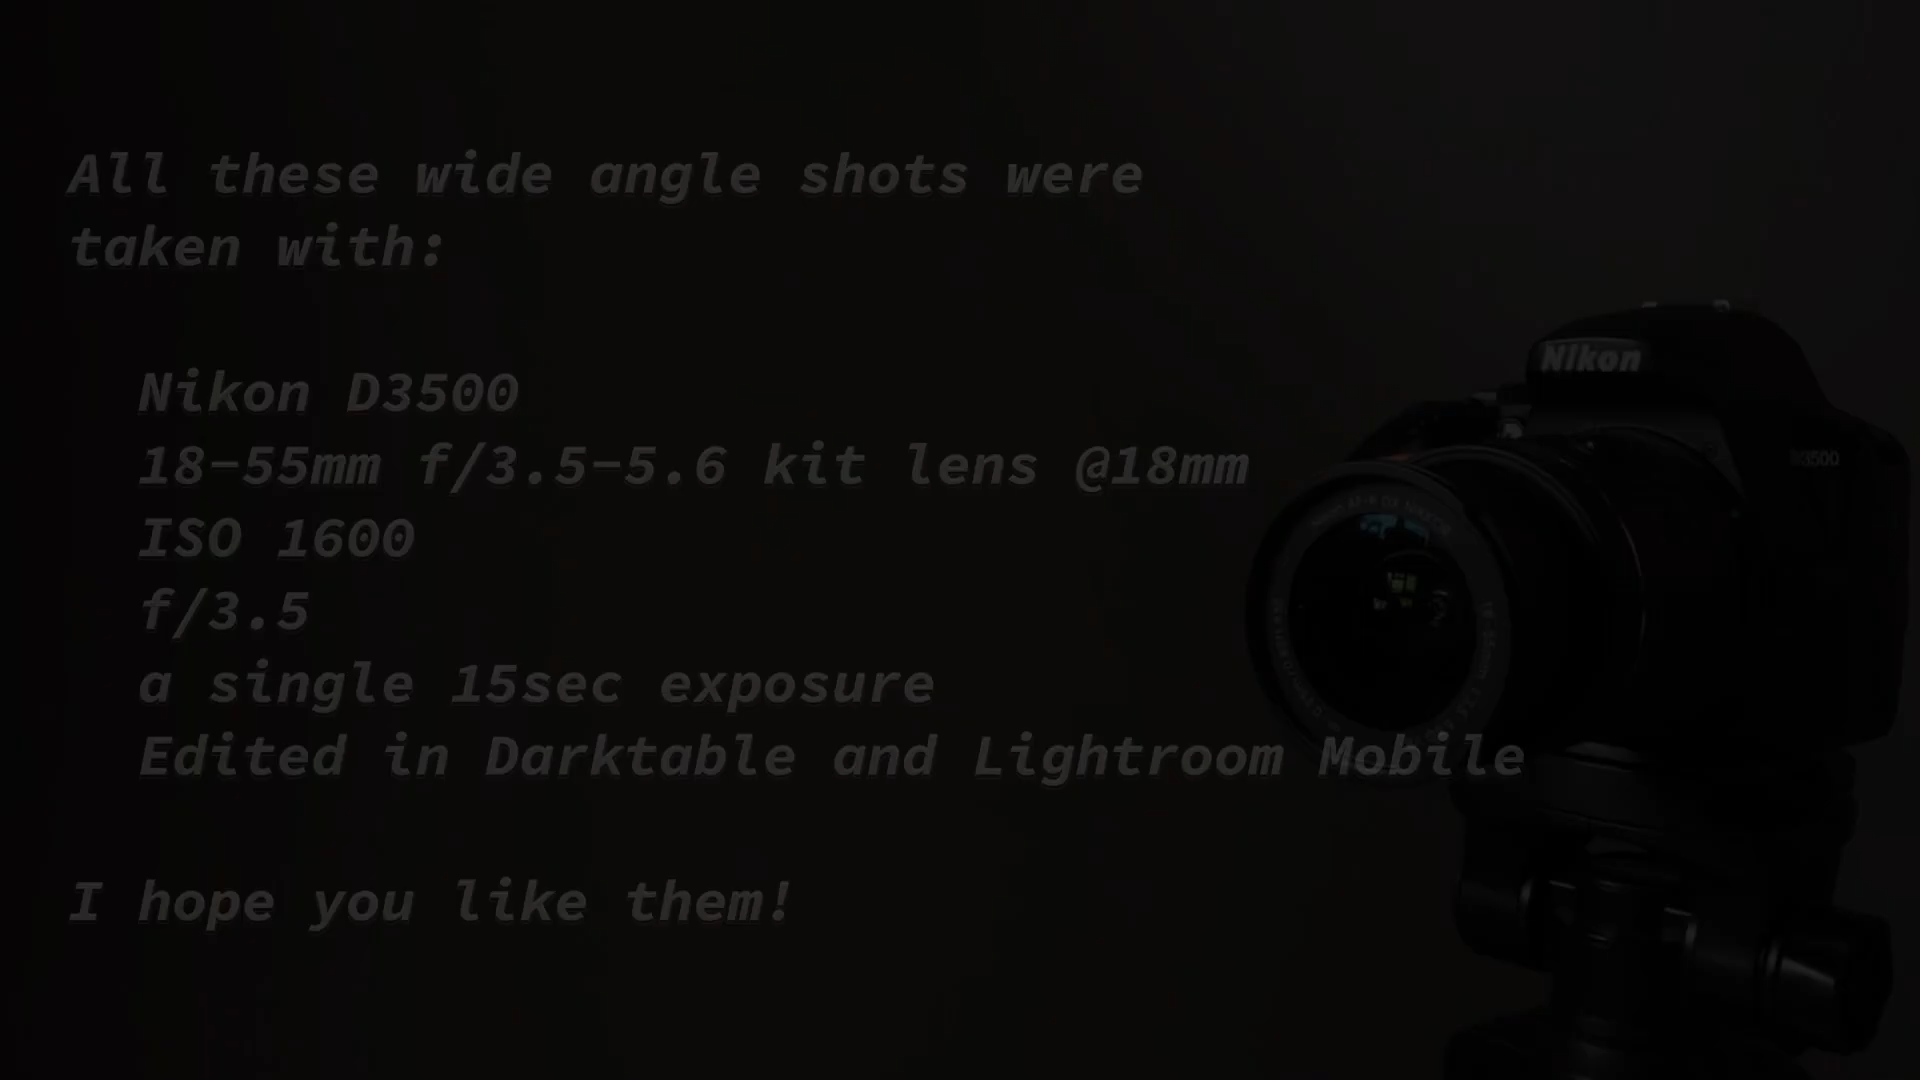 All these wide angle shots were
taken with:
Nikon D3500
18-55mm f/3.5-5.6 kit lens @18mm
ISO 1600
f/3.5
a single 15sec exposure
Edited in Darktable and Lightroom Mobile
I hope you like them!
Nikon
D3500